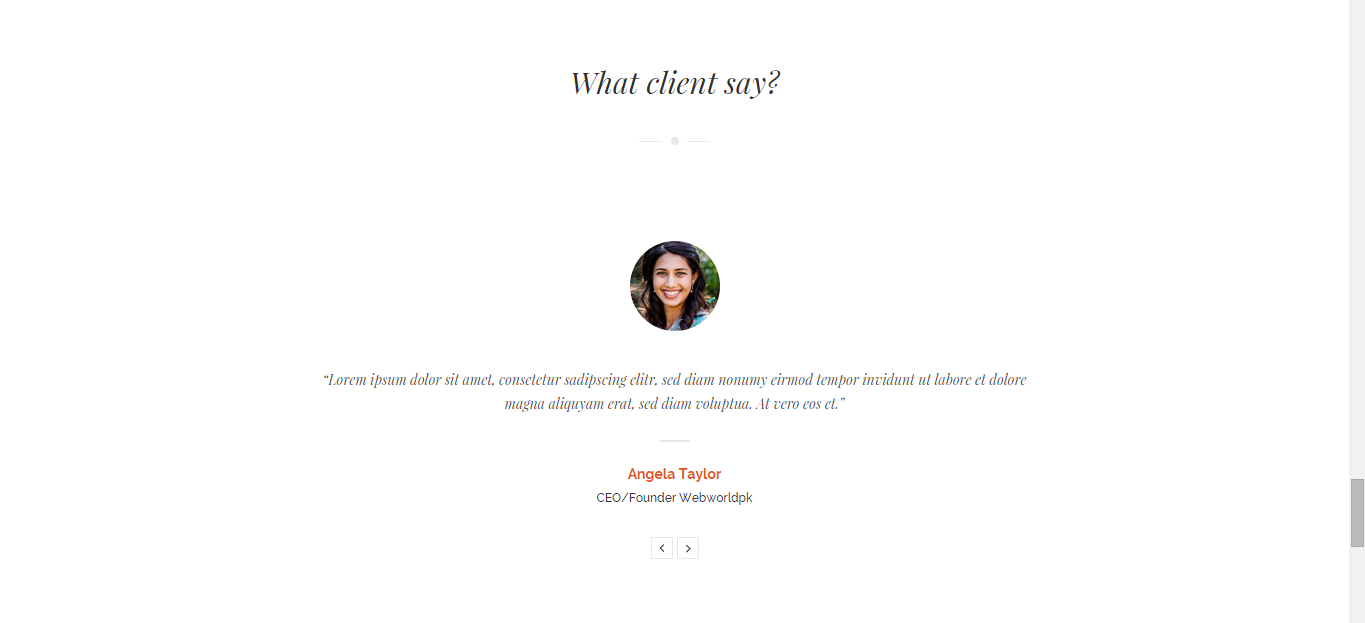 What client say?
“Lorem ipsum dolor sit amet, consetetur sadipscing elitr, sed diam nonumy eirmod tempor invidunt ut labore et dolore
magna aliquyam erat, sed diam voluptua. At vero eos et.”
Angela Taylor
CEO/Founder Webworldpk